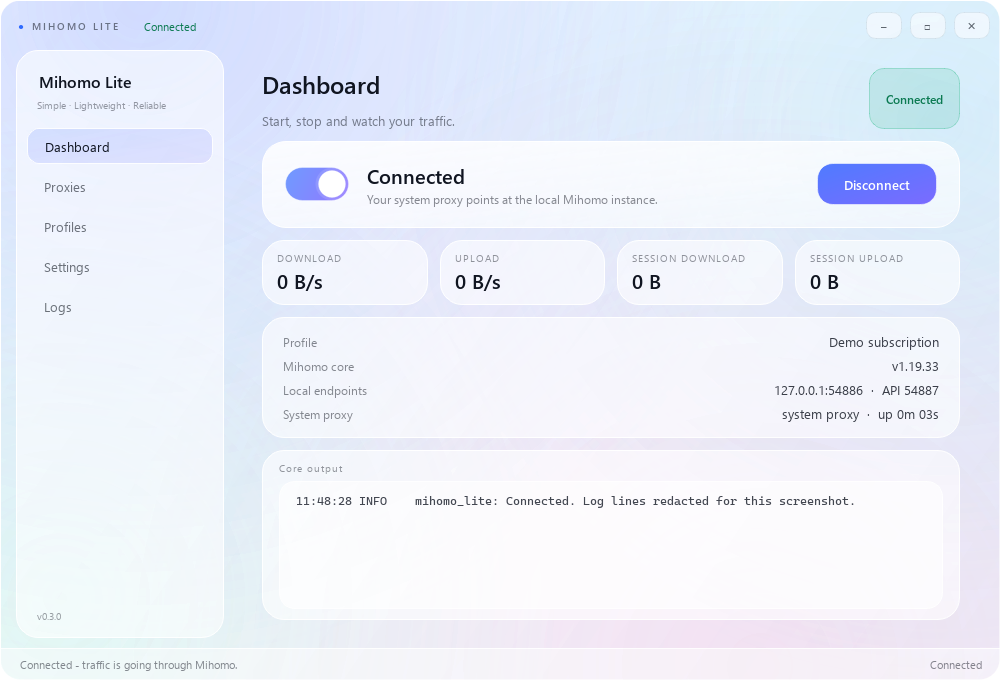 MIHOMO LITE Connected
Mihomo Lite
Simple · Lightweight · Reliable
Dashboard
Proxies
Profiles
Settings
Logs
v0.3.0
Dashboard
Start, stop and watch your traffic.
Connected
Connected
Your system proxy points at the local Mihomo instance.
Disconnect
DOWNLOAD
0 B/s
UPLOAD
0 B/s
SESSION DOWNLOAD
0 B
SESSION UPLOAD
0 B
Profile Demo subscription
Mihomo core v1.19.33
Local endpoints 127.0.0.1:54886 · API 54887
System proxy system proxy · up 0m 03s
Core output
11:48:28 INFO mihomo_lite: Connected. Log lines redacted for this screenshot.
Connected - traffic is going through Mihomo. Connected